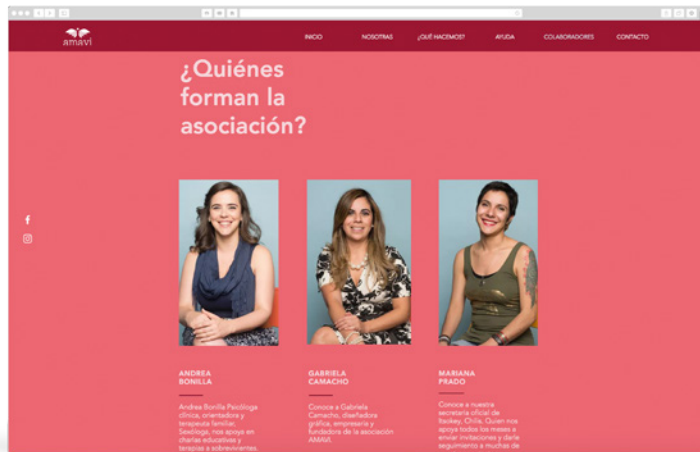 amavi
INICIO
NOSOTRAS
¿QUÉ HACEMOS?
AYUDA
COLABORADORES
CONTACTO
¿Quiénes
forman la
asociación?
ANDREA
BONILLA
Andrea Bonilla Psicóloga
clínica, orientadora y
terapeuta familiar,
Sexóloga, nos apoya en
charlas educativas y
terapias a sobrevivientes.
GABRIELA
CAMACHO
Conoce a Gabriela
Camacho, diseñadora
gráfica, empresaria y
fundadora de la asociación
AMAVI.
MARIANA
PRADO
Conoce a nuestra
secretaria oficial de
Itsokey, Chilla. Quien nos
apoya todos los meses a
enviar invitaciones y darle
seguimiento a muchas de